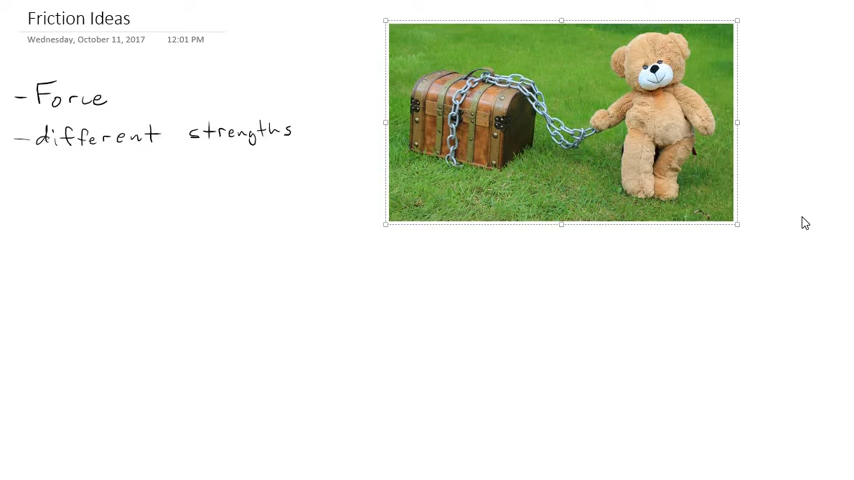 Friction Ideas
Wednesday, October 11, 2017 12:01 PM
- Force
- different strengths